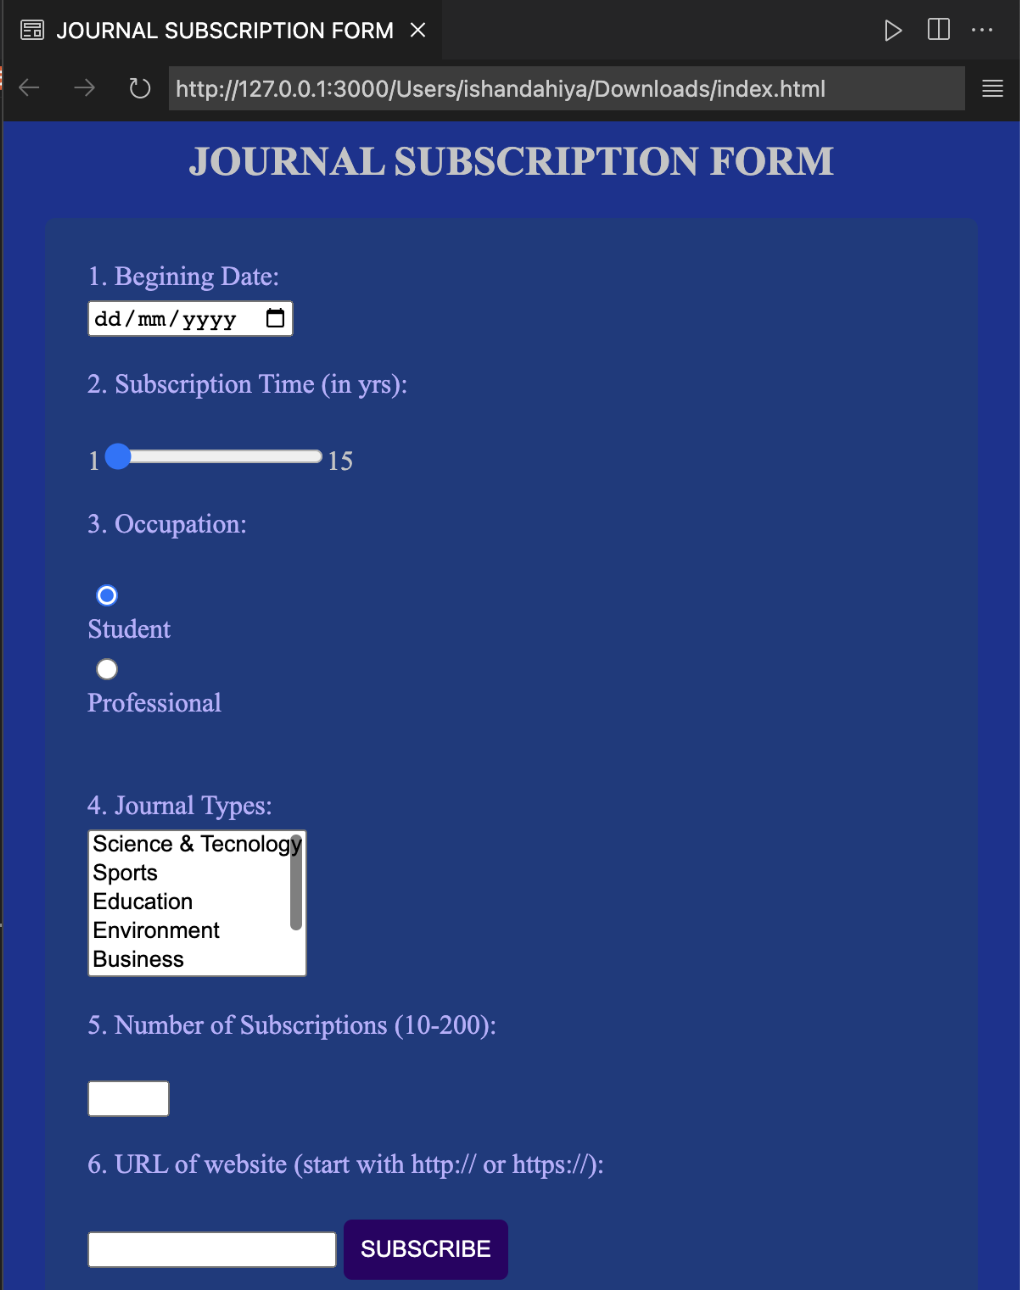 JOURNAL SUBSCRIPTION FORM
http://127.0.0.1:3000/Users/ishandahiya/Downloads/index.html
JOURNAL SUBSCRIPTION FORM
1. Begining Date:
dd/mm/yyyy
2. Subscription Time (in yrs):
1 15
3. Occupation:
Student
Professional
4. Journal Types:
Science & Tecnology
Sports
Education
Environment
Business
5. Number of Subscriptions (10-200):
6. URL of website (start with http:// or https://):
SUBSCRIBE